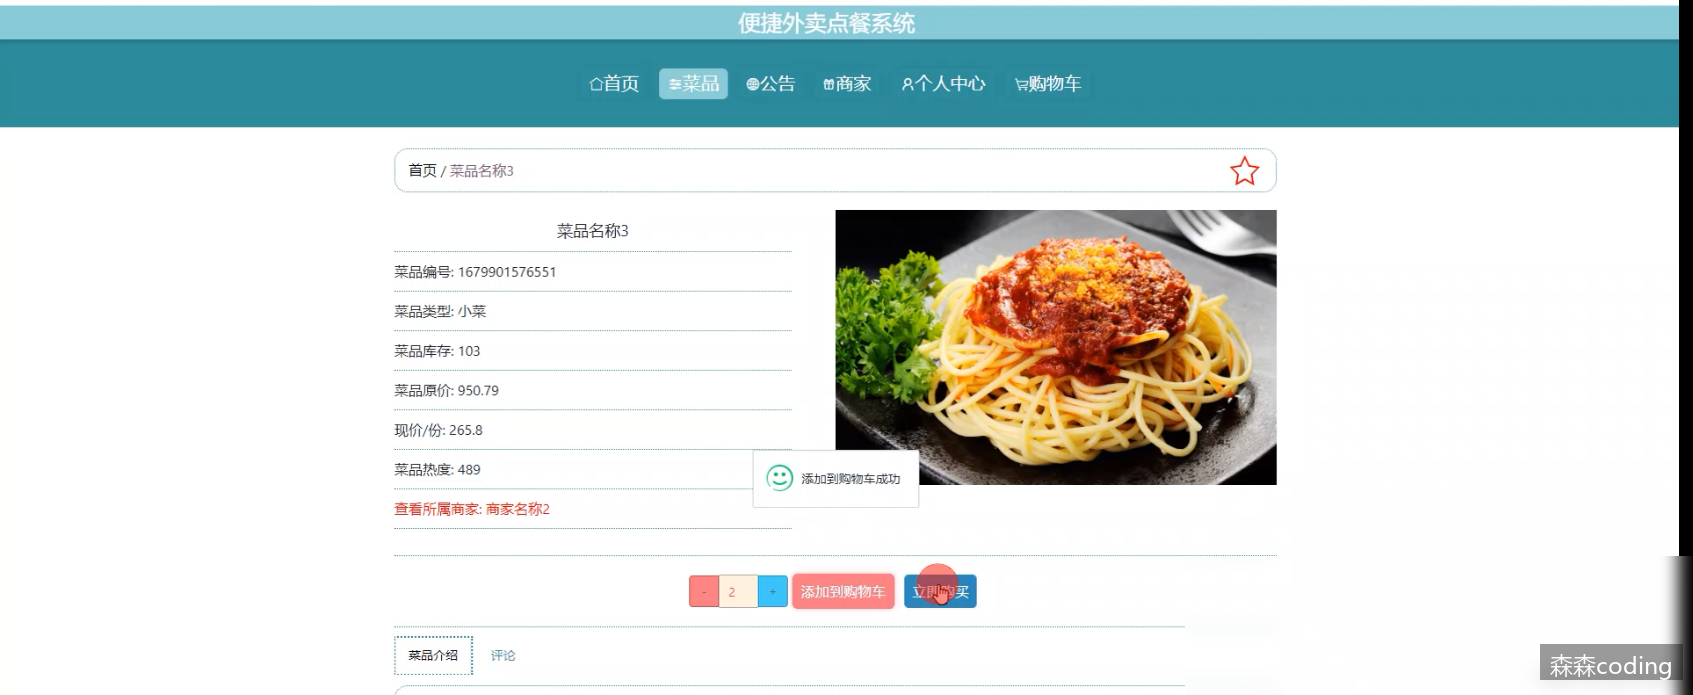 便捷外卖点餐系统
首页 菜品 公告 商家 个人中心 购物车
首页 / 菜品名称3
菜品名称3
菜品编号: 1679901576551
菜品类型: 小菜
菜品库存: 103
菜品原价: 950.79
现价/份: 265.8
菜品热度: 489
添加到购物车成功
查看所属商家: 商家名称2
- 2 + 添加到购物车 立即购买
菜品介绍 评论
森森coding